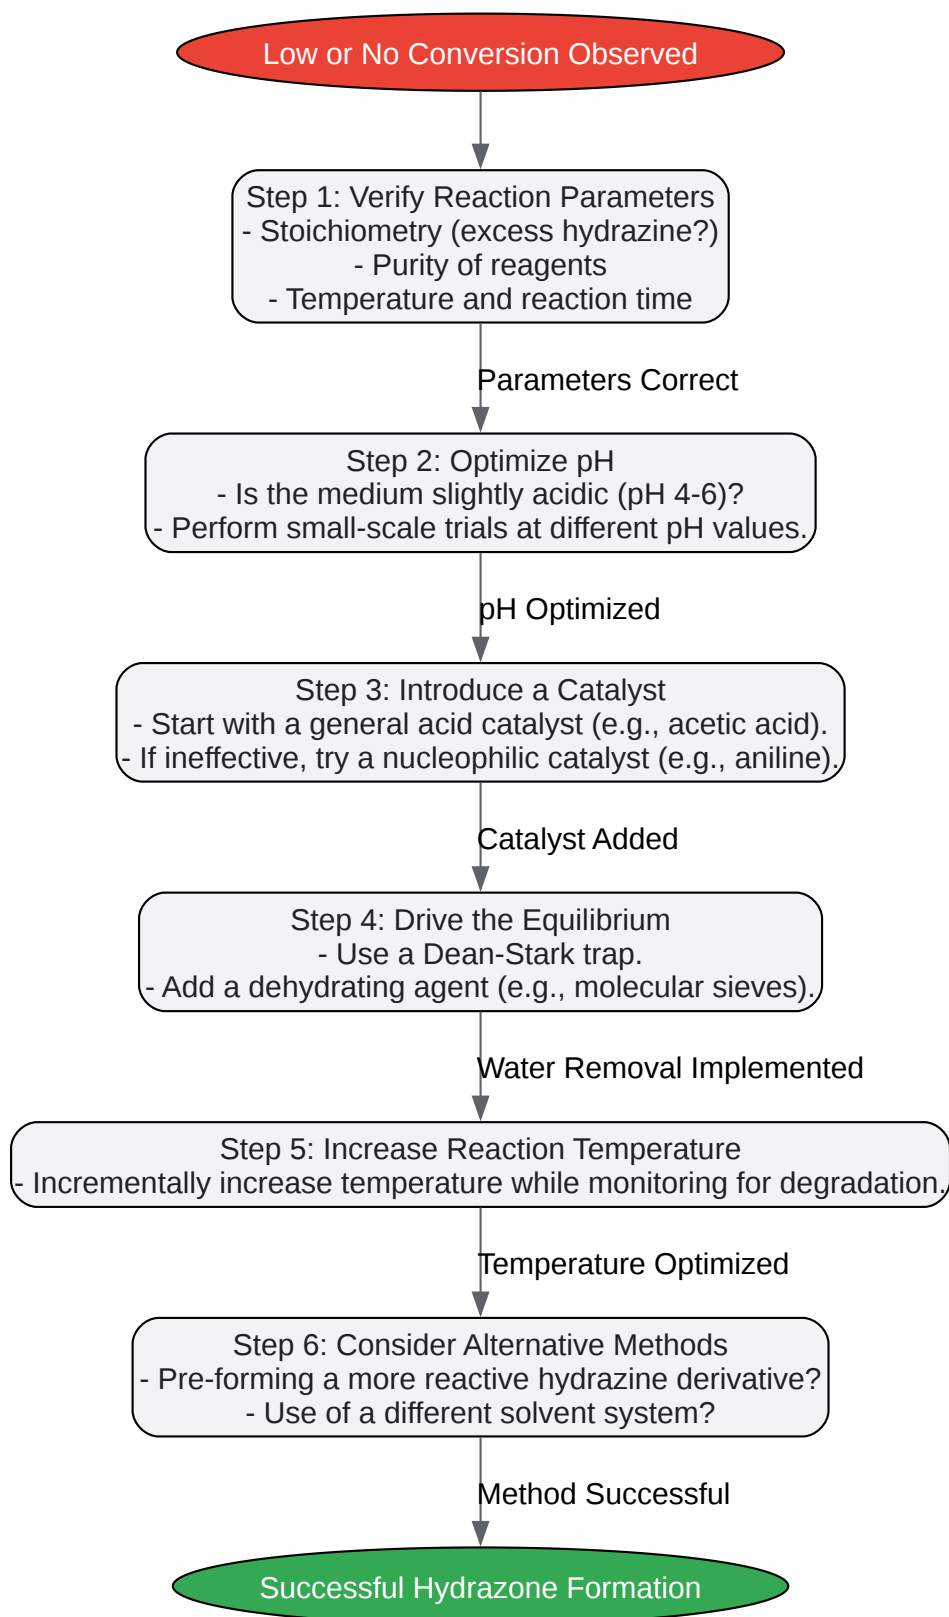 Low or No Conversion Observed
Step 1: Verify Reaction Parameters
- Stoichiometry (excess hydrazine?)
- Purity of reagents
- Temperature and reaction time
Parameters Correct
Step 2: Optimize pH
- Is the medium slightly acidic (pH 4-6)?
- Perform small-scale trials at different pH values.
pH Optimized
Step 3: Introduce a Catalyst
- Start with a general acid catalyst (e.g., acetic acid).
- If ineffective, try a nucleophilic catalyst (e.g., aniline).
Catalyst Added
Step 4: Drive the Equilibrium
- Use a Dean-Stark trap.
- Add a dehydrating agent (e.g., molecular sieves).
Water Removal Implemented
Step 5: Increase Reaction Temperature
- Incrementally increase temperature while monitoring for degradation.
Temperature Optimized
Step 6: Consider Alternative Methods
- Pre-forming a more reactive hydrazine derivative?
- Use of a different solvent system?
Method Successful
Successful Hydrazone Formation